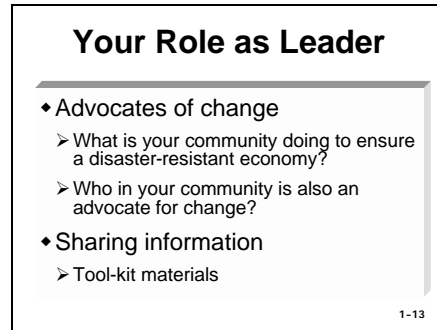 Your Role as Leader
◆Advocates of change
➢What is your community doing to ensure
a disaster-resistant economy?
➢Who in your community is also an
advocate for change?
◆Sharing information
➢Tool-kit materials
1-13